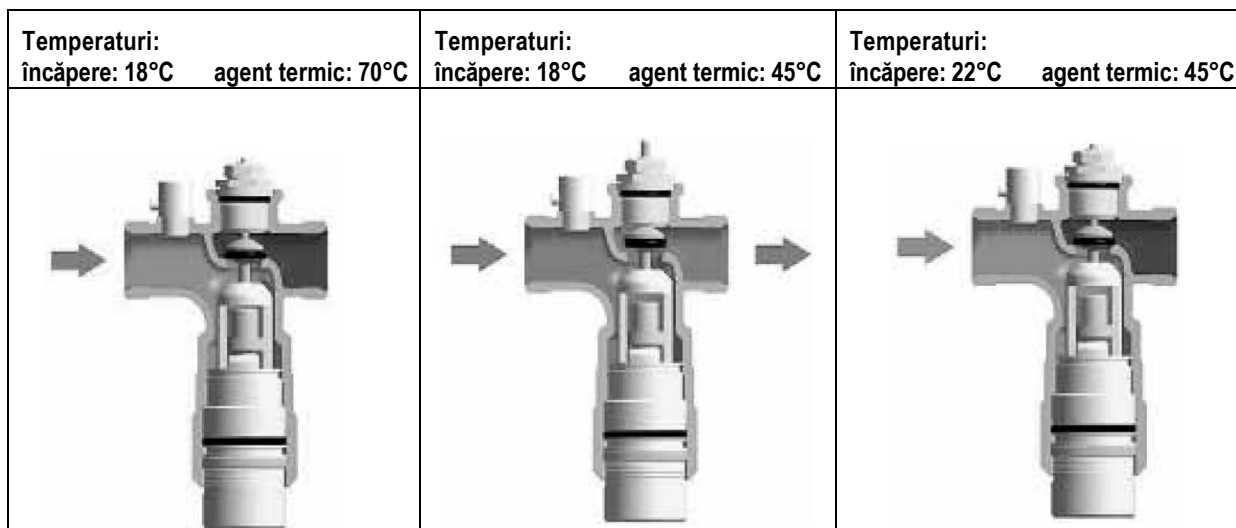 Temperaturi:
încăpere: 18°C agent termic: 70°C
Temperaturi:
încăpere: 18°C agent termic: 45°C
Temperaturi:
încăpere: 22°C agent termic: 45°C